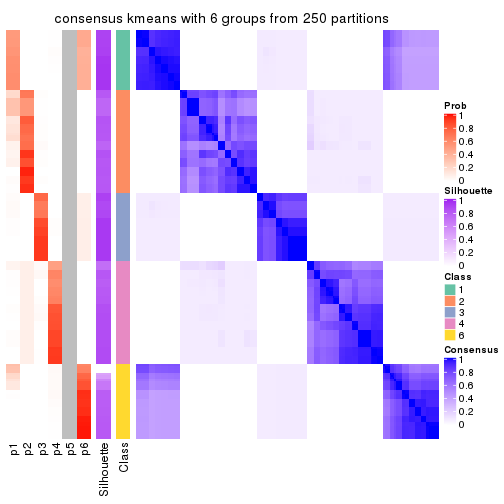 consensus kmeans with 6 groups from 250 partitions
Prob
1
0.8
0.6
0.4
0.2
0
Silhouette
1
0.8
0.6
0.4
0.2
0
Class
1
2
3
4
6
Consensus
1
0.8
0.6
0.4
0.2
0
p1
p2
p3
p4
p5
p6
Silhouette
Class